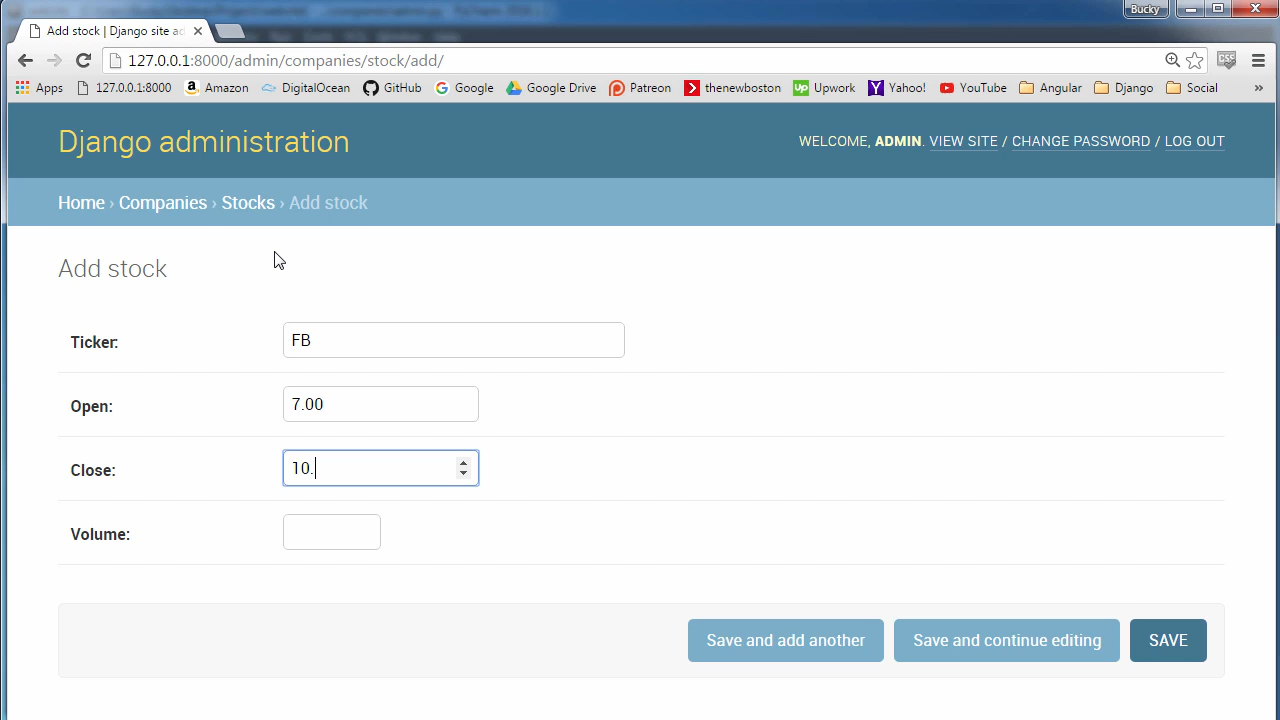 Bucky
Add stock | Django site ad
127.0.0.1:8000/admin/companies/stock/add/
Apps 127.0.0.1:8000 Amazon DigitalOcean GitHub Google Google Drive Patreon thenewboston Upwork Yahoo! YouTube Angular Django Social »
Django administration
WELCOME, ADMIN. VIEW SITE / CHANGE PASSWORD / LOG OUT
Home › Companies › Stocks › Add stock
Add stock
Ticker: FB
Open: 7.00
Close: 10.
Volume:
Save and add another Save and continue editing SAVE